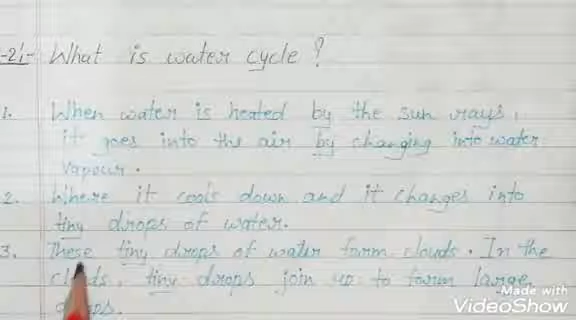 -2:- What is water cycle?
1. When water is heated by the sun rays,
it goes into the air by changing into water
vapour.
2. Where it cools down and it changes into
tiny drops of water.
3. These tiny drops of water form clouds. In the
clouds, tiny drops join up to form large
drops.
Made with
VideoShow